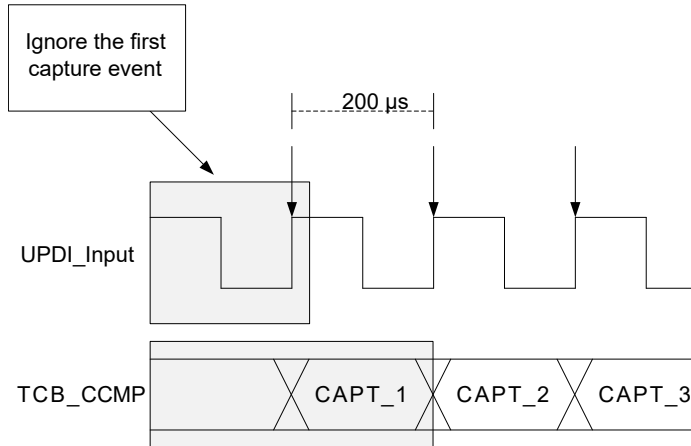 Ignore the first
capture event
200 µs
UPDI_Input
TCB_CCMP
CAPT_1
CAPT_2
CAPT_3